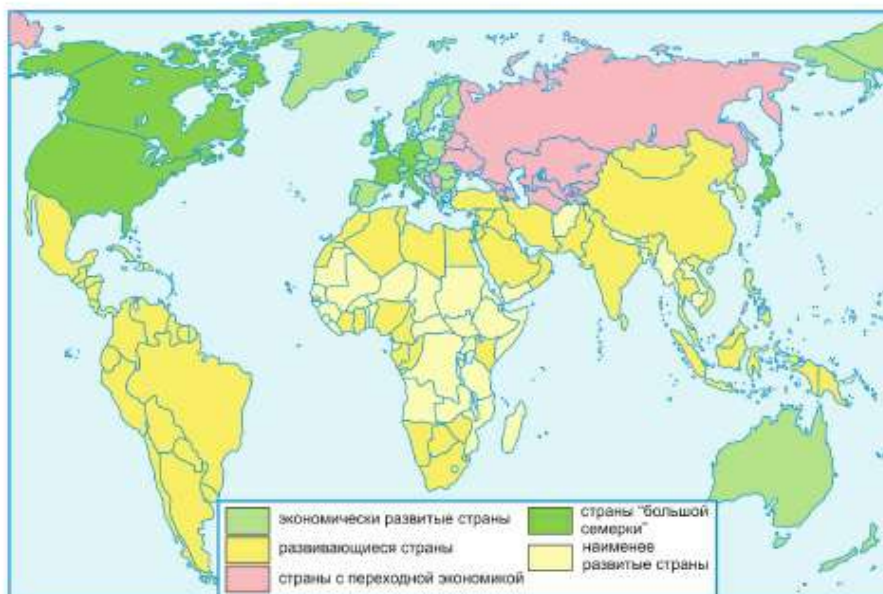 экономически развитые страны
развивающиеся страны
страны с переходной экономикой
страны "большой
семерки"
наименее
развитые страны